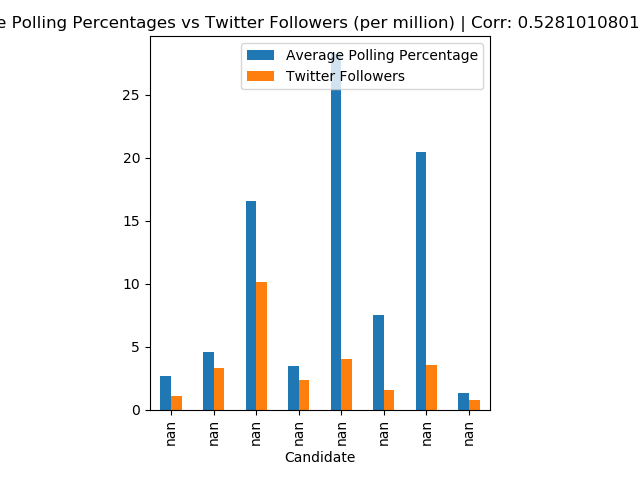 e Polling Percentages vs Twitter Followers (per million) | Corr: 0.5281010801
Average Polling Percentage
Twitter Followers
25
20
15
10
5
0
nan nan nan nan nan nan nan nan
Candidate